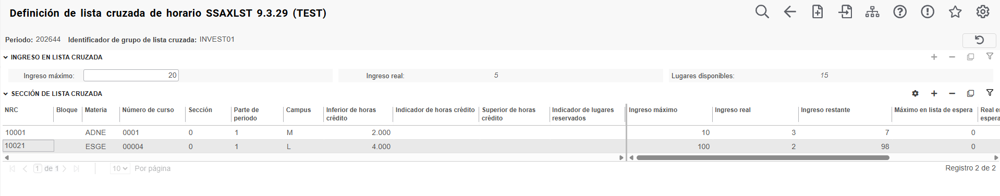 Definición de lista cruzada de horario SSAXLST 9.3.29 (TEST)
Periodo: 202644 Identificador de grupo de lista cruzada: INVEST01
INGRESO EN LISTA CRUZADA
Ingreso máximo: 20 Ingreso real: 5 Lugares disponibles: 15
SECCIÓN DE LISTA CRUZADA
NRC Bloque Materia Número de curso Sección Parte de periodo Campus Inferior de horas crédito Indicador de horas crédito Superior de horas crédito Indicador de lugares reservados Ingreso máximo Ingreso real Ingreso restante Máximo en lista de espera Real en espera
10001 ADNE 0001 0 1 M 2.000 10 3 7 0
10021 ESGE 00004 0 1 L 4.000 100 2 98 0
1 de 1 10 Por página Registro 2 de 2